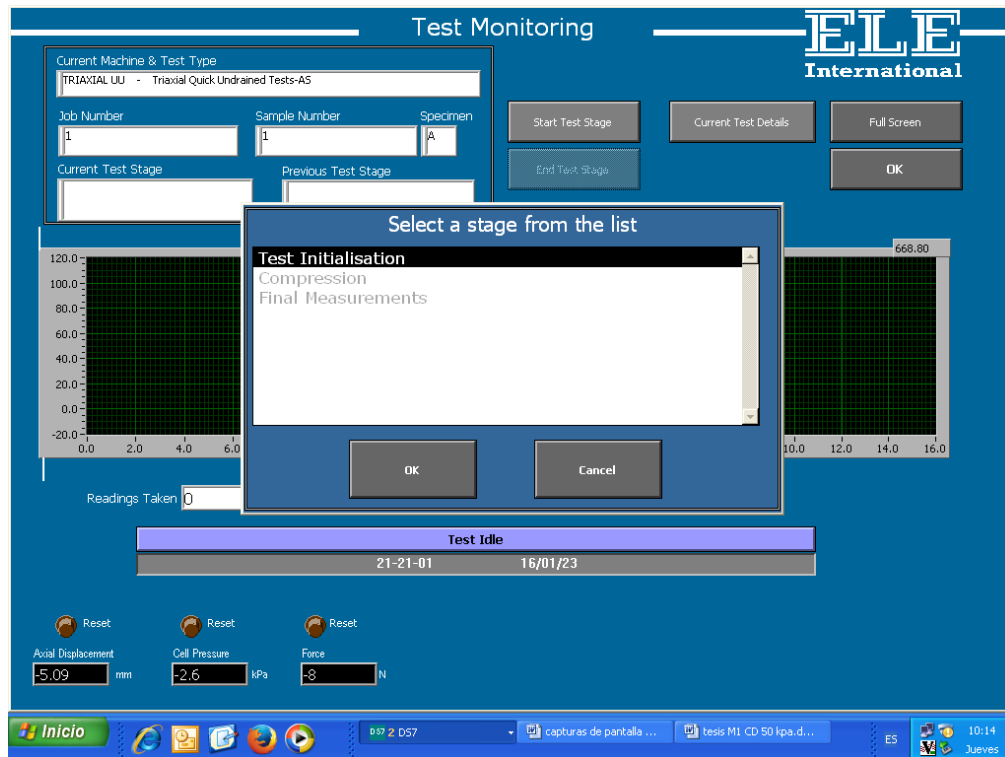 Test Monitoring
ELE
International
Current Machine & Test Type
TRIAXIAL UU - Triaxial Quick Undrained Tests-AS
Job Number
Sample Number
Specimen
1
1
A
Start Test Stage
Current Test Details
Full Screen
Current Test Stage
Previous Test Stage
End Test Stage
OK
Select a stage from the list
Test Initialisation
Compression
Final Measurements
OK
Cancel
668.80
120.0
100.0
80.0
60.0
40.0
20.0
0.0
-20.0
0.0 2.0 4.0 6.0 10.0 12.0 14.0 16.0
Readings Taken 0
Test Idle
21-21-01 16/01/23
Reset
Reset
Reset
Axial Displacement
Cell Pressure
Force
-5.09 mm
-2.6 kPa
-8 N
Inicio
DS7 2 DS7
capturas de pantalla ...
tesis M1 CD 50 kpa.d...
ES
10:14
Jueves